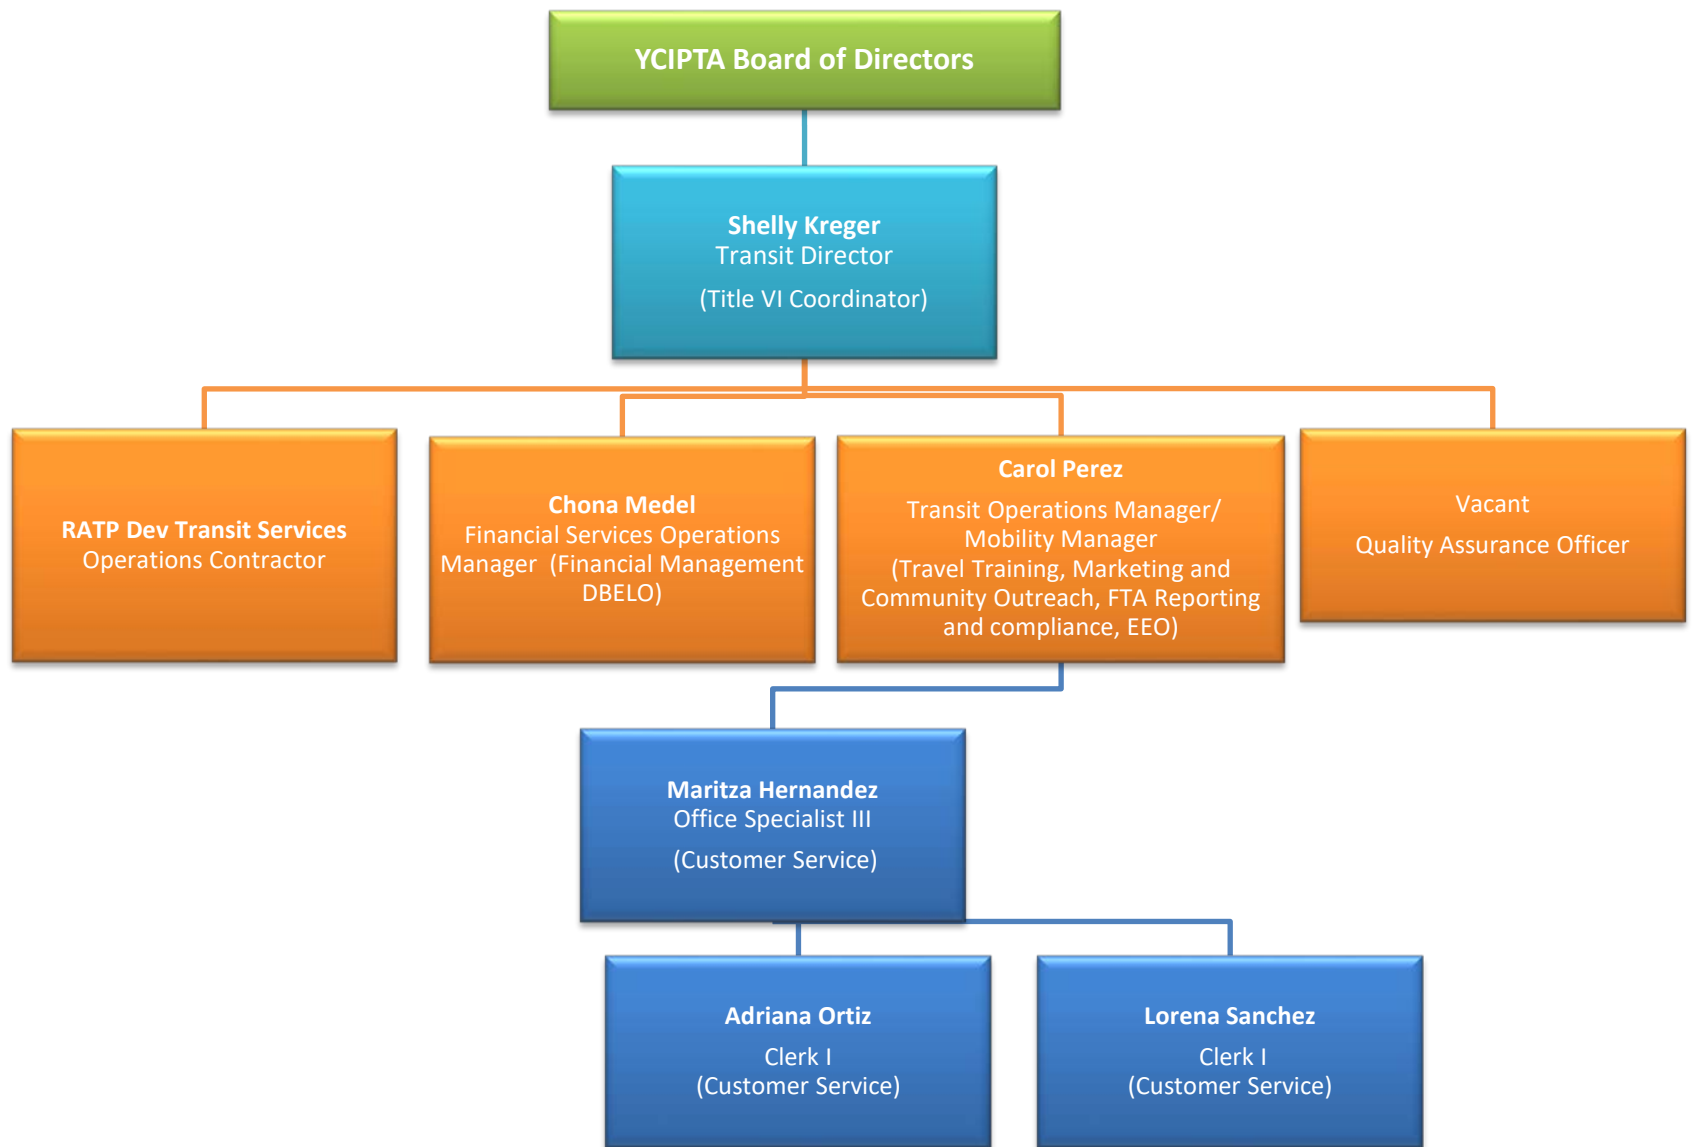 YCIPTA Board of Directors
Shelly Kreger
Transit Director
(Title VI Coordinator)
RATP Dev Transit Services
Operations Contractor
Chona Medel
Financial Services Operations
Manager (Financial Management
DBELO)
Carol Perez
Transit Operations Manager/
Mobility Manager
(Travel Training, Marketing and
Community Outreach, FTA Reporting
and compliance, EEO)
Vacant
Quality Assurance Officer
Maritza Hernandez
Office Specialist III
(Customer Service)
Adriana Ortiz
Clerk I
(Customer Service)
Lorena Sanchez
Clerk I
(Customer Service)